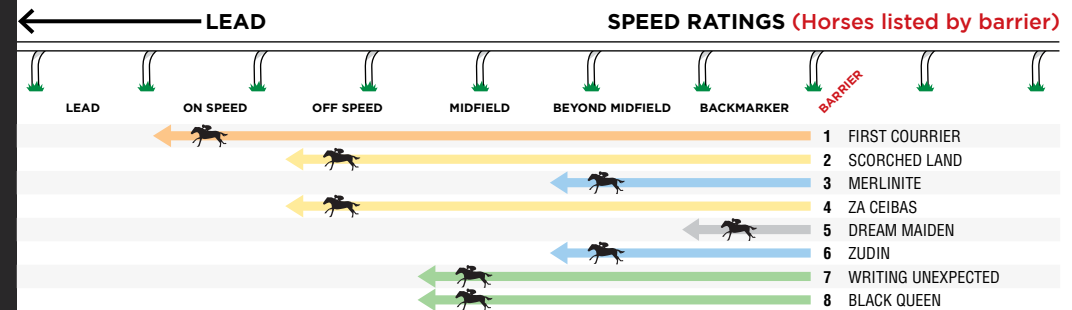 LEAD SPEED RATINGS (Horses listed by barrier)
LEAD ON SPEED OFF SPEED MIDFIELD BEYOND MIDFIELD BACKMARKER BARRIER
1 FIRST COURRIER
2 SCORCHED LAND
3 MERLINITE
4 ZA CEIBAS
5 DREAM MAIDEN
6 ZUDIN
7 WRITING UNEXPECTED
8 BLACK QUEEN